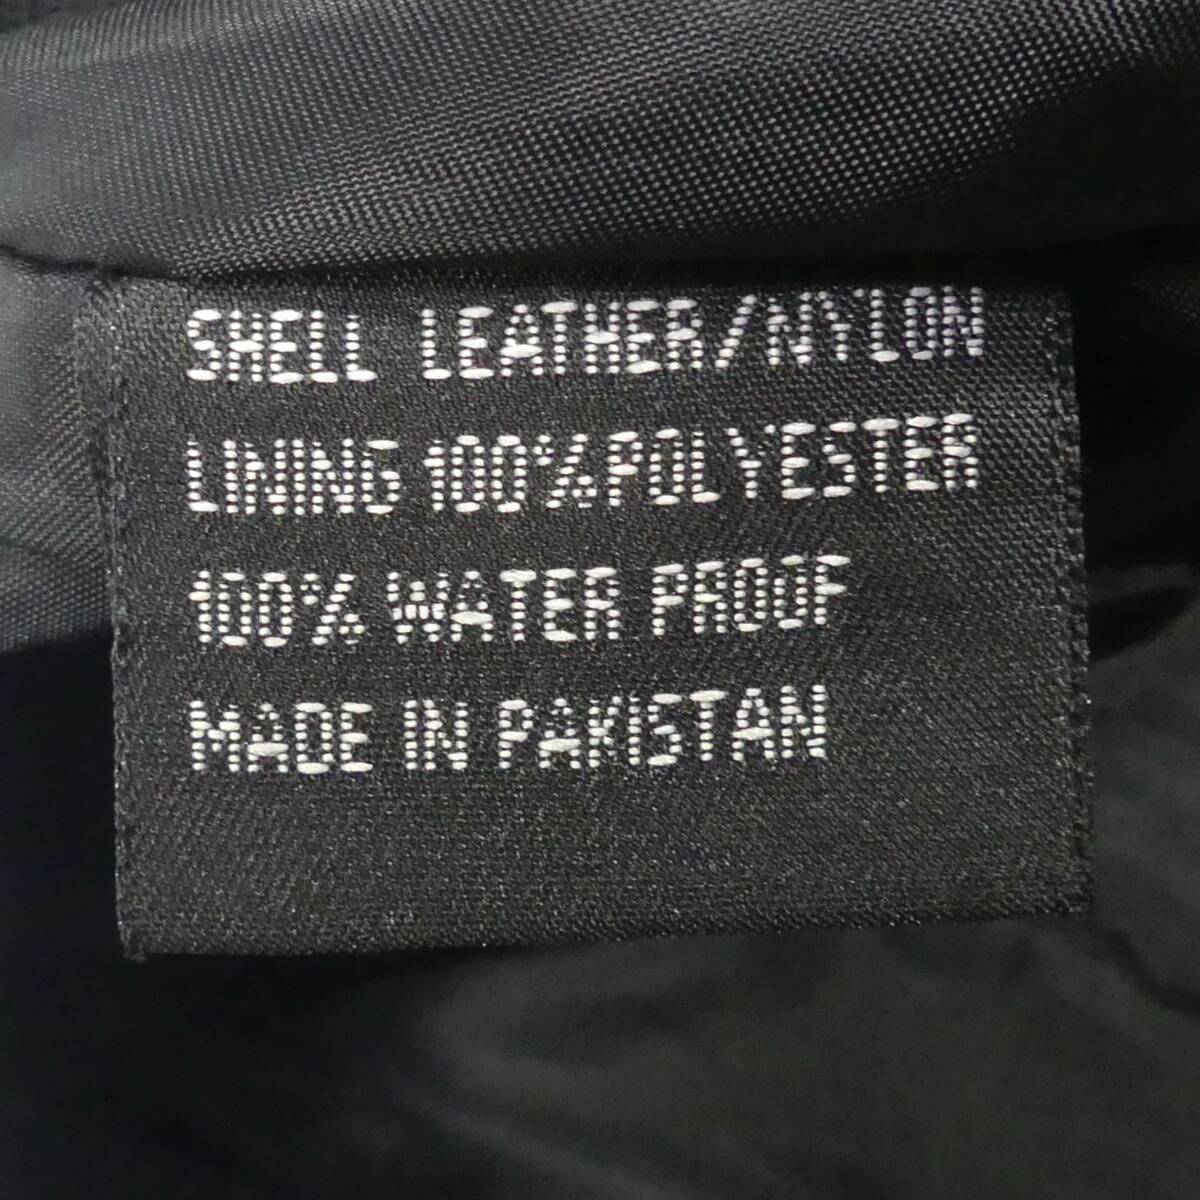 SHELL LEATHER/NYLON
LINING 100% POLYESTER
100% WATER PROOF
MADE IN PAKISTAN